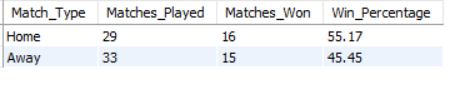 Match_Type Matches_Played Matches_Won Win_Percentage
Home 29 16 55.17
Away 33 15 45.45